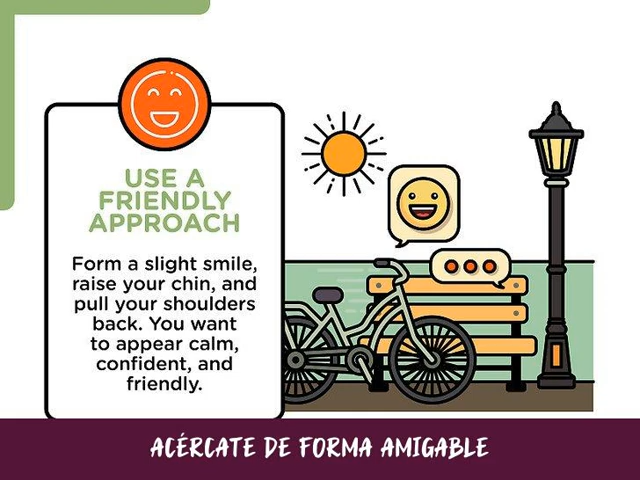 USE A
FRIENDLY
APPROACH
Form a slight smile,
raise your chin, and
pull your shoulders
back. You want
to appear calm,
confident, and
friendly.
ACÉRCATE DE FORMA AMIGABLE